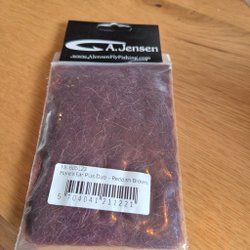 A.Jensen
www.AJensenFlyFishing.com
Hare's Ear Plus Dub - Reddish Brown
5 704041 211221